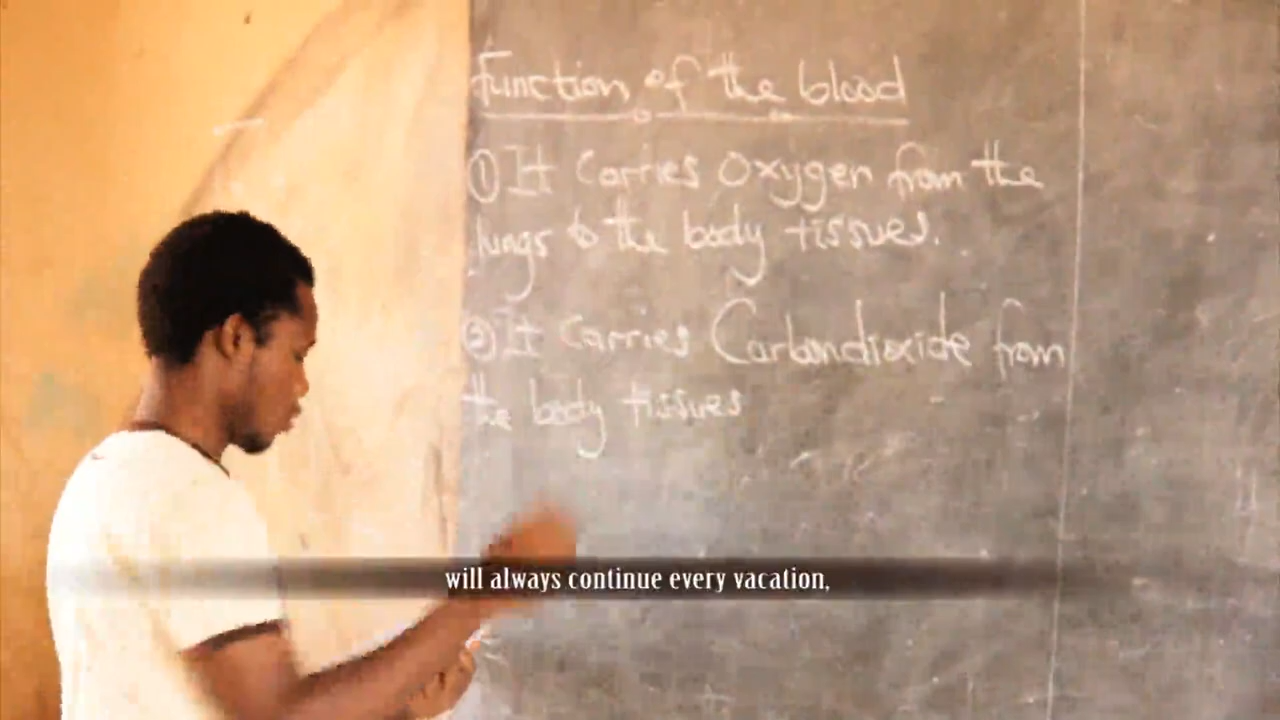 Function of the blood
① It Carries Oxygen from the
lungs to the body tissues.
② It Carries Carbondioxide from
the body tissues
will always continue every vacation,